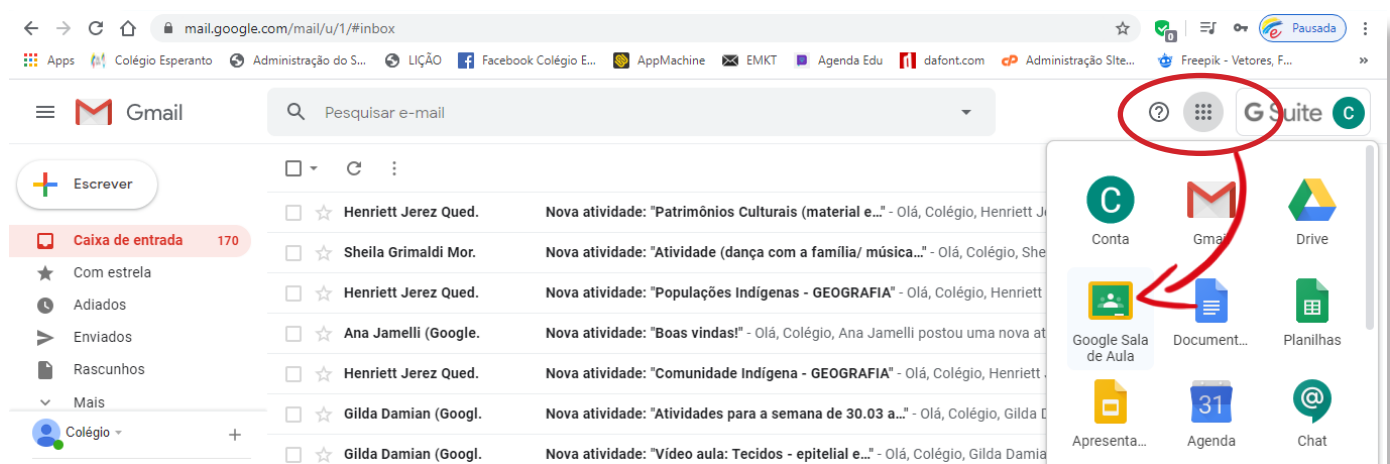 mail.google.com/mail/u/1/#inbox
0
Pausada
Apps
Colégio Esperanto
Administração do S...
LIÇÃO
Facebook Colégio E...
AppMachine
EMKT
Agenda Edu
dafont.com
Administração SIte...
Freepik - Vetores, F...
»
Gmail
Pesquisar e-mail
G Suite
C
Escrever
Caixa de entrada 170
Com estrela
Adiados
Enviados
Rascunhos
Mais
Colégio
Henriett Jerez Qued. Nova atividade: "Patrimônios Culturais (material e..." - Olá, Colégio, Henriett J
Sheila Grimaldi Mor. Nova atividade: "Atividade (dança com a família/ música..." - Olá, Colégio, She
Henriett Jerez Qued. Nova atividade: "Populações Indígenas - GEOGRAFIA" - Olá, Colégio, Henriett
Ana Jamelli (Google. Nova atividade: "Boas vindas!" - Olá, Colégio, Ana Jamelli postou uma nova at
Henriett Jerez Qued. Nova atividade: "Comunidade Indígena - GEOGRAFIA" - Olá, Colégio, Henriett
Gilda Damian (Googl. Nova atividade: "Atividades para a semana de 30.03 a..." - Olá, Colégio, Gilda D
Gilda Damian (Googl. Nova atividade: "Vídeo aula: Tecidos - epitelial e..." - Olá, Colégio, Gilda Damia
C
Conta
Gmail
Drive
Google Sala
de Aula
Document...
Planilhas
Apresenta...
31
Agenda
@
Chat